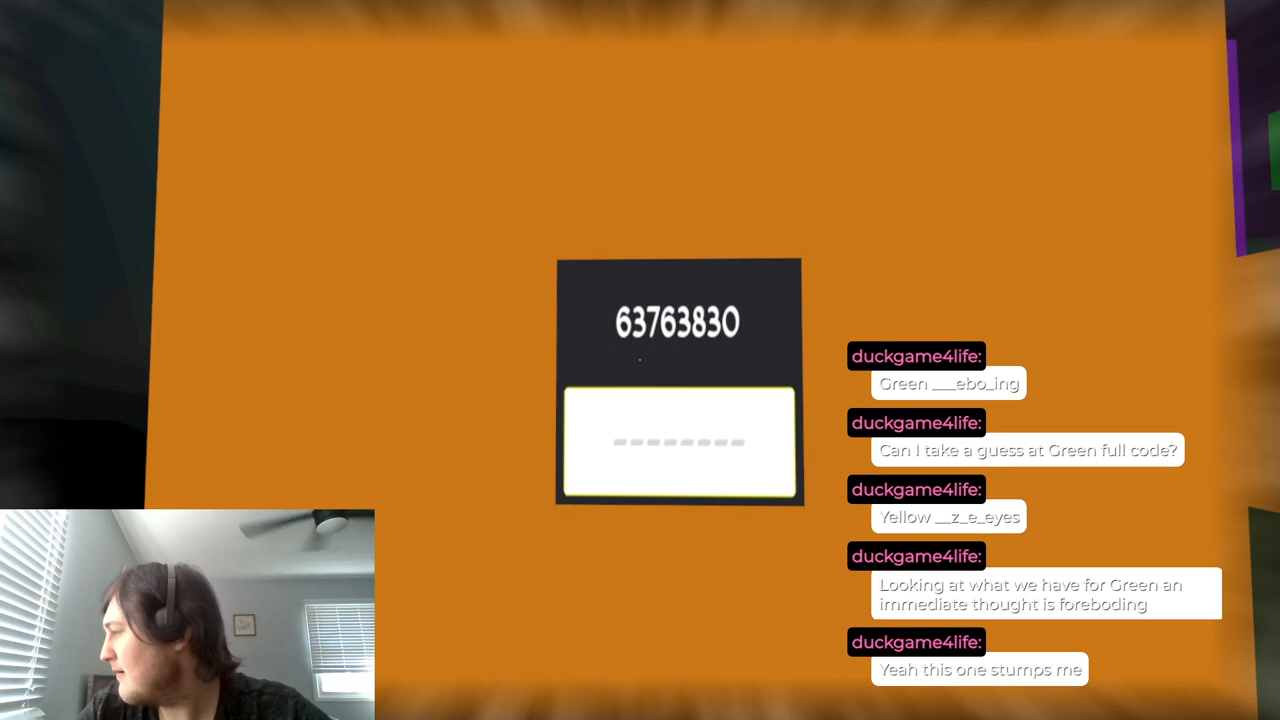 63763830
________
duckgame4life:
Green ___ebo_ing
duckgame4life:
Can I take a guess at Green full code?
duckgame4life:
Yellow __z_e_eyes
duckgame4life:
Looking at what we have for Green an
immediate thought is foreboding
duckgame4life:
Yeah this one stumps me